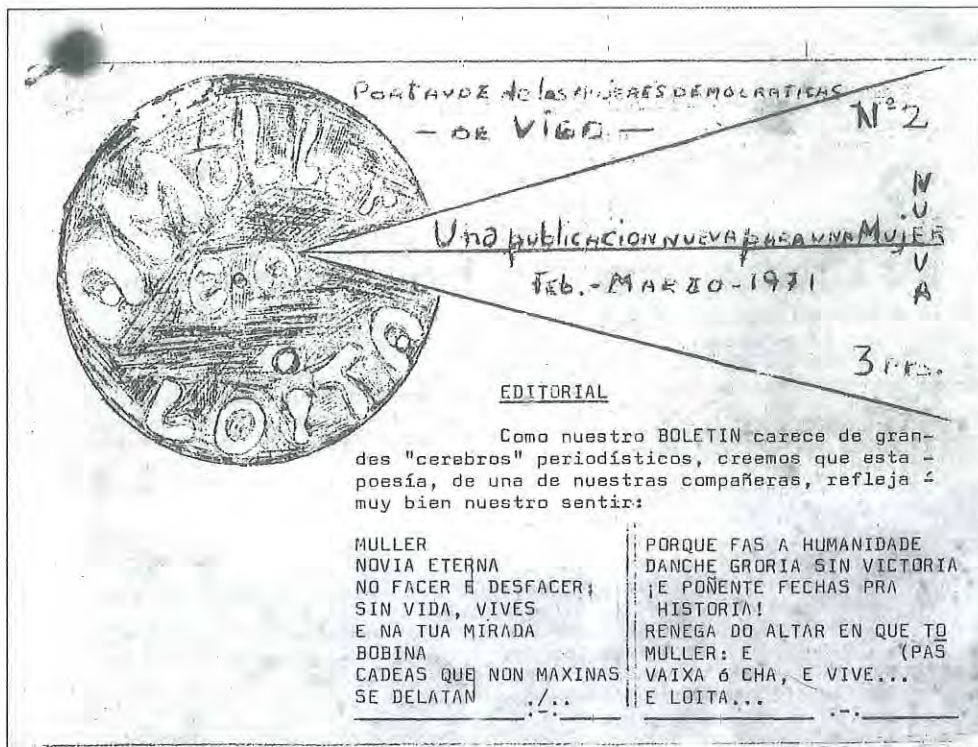 A MULLER
e a
LOITA
PORTAVOZ de las MUJERES DEMOCRATICAS
- DE VIGO -
Nº 2
Una publicacion NUEVA para UNA MUJER
NUEVA
Feb.-MARZO-1971
3 PTS.
EDITORIAL
Como nuestro BOLETIN carece de gran-
des "cerebros" periodísticos, creemos que esta -
poesía, de una de nuestras compañeras, refleja -
muy bien nuestro sentir:
MULLER
NOVIA ETERNA
NO FACER E DESFACER;
SIN VIDA, VIVES
E NA TUA MIRADA
BOBINA
CADEAS QUE NON MAXINAS
SE DELATAN ./..
PORQUE FAS A HUMANIDADE
DANCHE GRORIA SIN VICTORIA
¡E POÑENTE FECHAS PRA
HISTORIA!
RENEGA DO ALTAR EN QUE TO
MULLER: E (PAS
VAIXA ó CHA, E VIVE...
E LOITA...
.-.
.-.